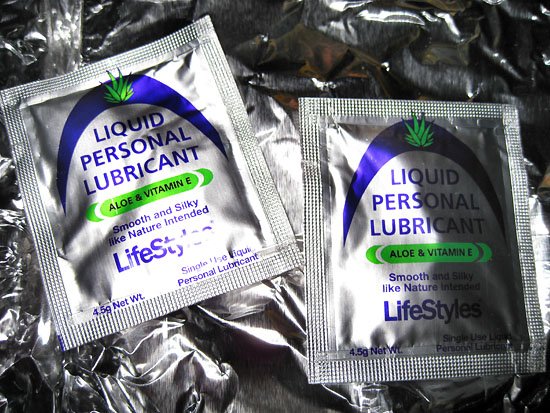 LIQUID
PERSONAL
LUBRICANT
ALOE & VITAMIN E
Smooth and Silky
like Nature Intended
LifeStyles®
Single Use Liquid
Personal Lubricant
4.5g Net Wt.
LIQUID
PERSONAL
LUBRICANT
ALOE & VITAMIN E
Smooth and Silky
like Nature Intended
LifeStyles®
Single Use Liquid
Personal Lubricant
4.5g Net Wt.